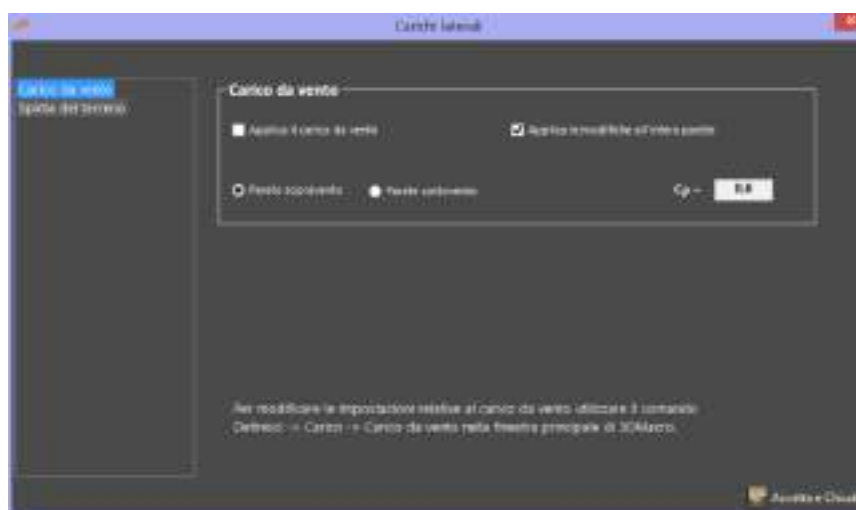 Carichi laterali
Carico da vento
Spinta del terreno
Carico da vento
Applica il carico da vento
Applica le modifiche all'intera parete
Parete sopravento
Parete sottovento
Cp = 0,8
Per modificare le impostazioni relative al carico da vento utilizzare il comando
Definisci -> Carico -> Carico da vento nella finestra principale di 3DMacro.
Accetta e Chiudi